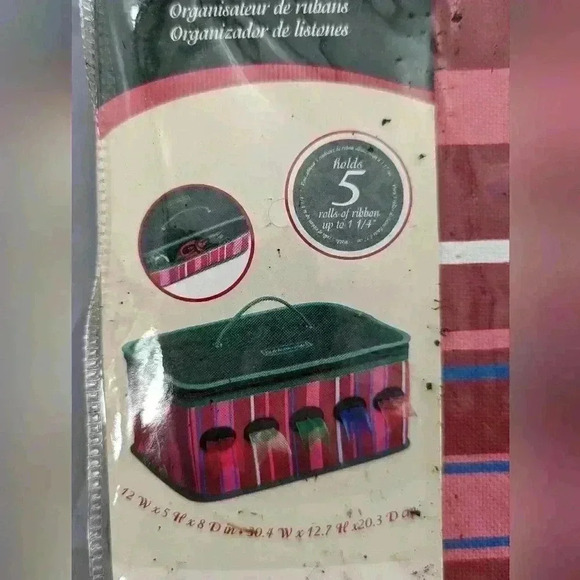 Organisateur de rubans
Organizador de listones
holds
5
rolls of ribbon
up to 1 1/4"
12 W x 5 H x 8 D in • 30.4 W x 12.7 H x 20.3 D cm